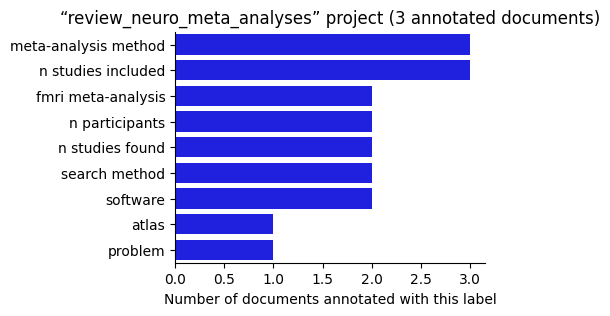 “review_neuro_meta_analyses” project (3 annotated documents)
meta-analysis method
n studies included
fmri meta-analysis
n participants
n studies found
search method
software
atlas
problem
0.0 0.5 1.0 1.5 2.0 2.5 3.0
Number of documents annotated with this label